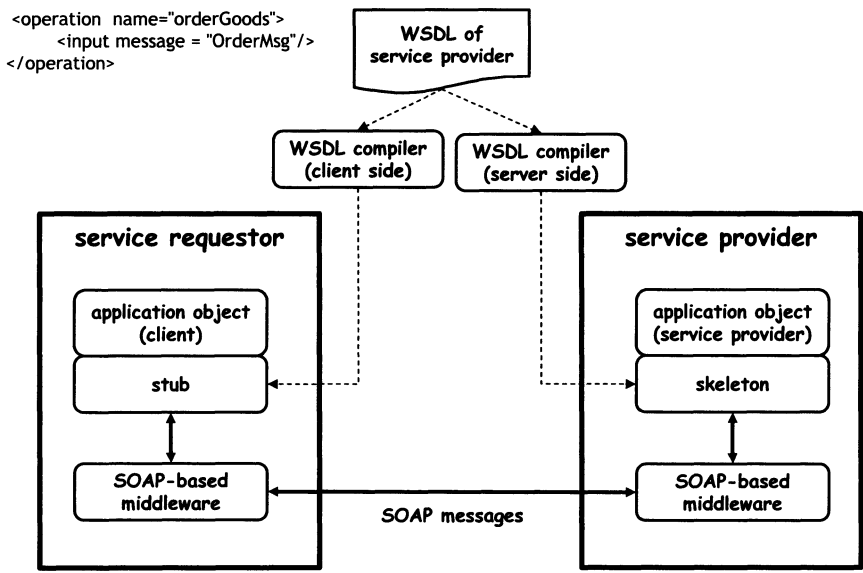 <operation name="orderGoods">
<input message = "OrderMsg"/>
</operation>
WSDL of
service provider
WSDL compiler
(client side)
WSDL compiler
(server side)
service requestor
service provider
application object
(client)
application object
(service provider)
stub
skeleton
SOAP-based
middleware
SOAP-based
middleware
SOAP messages